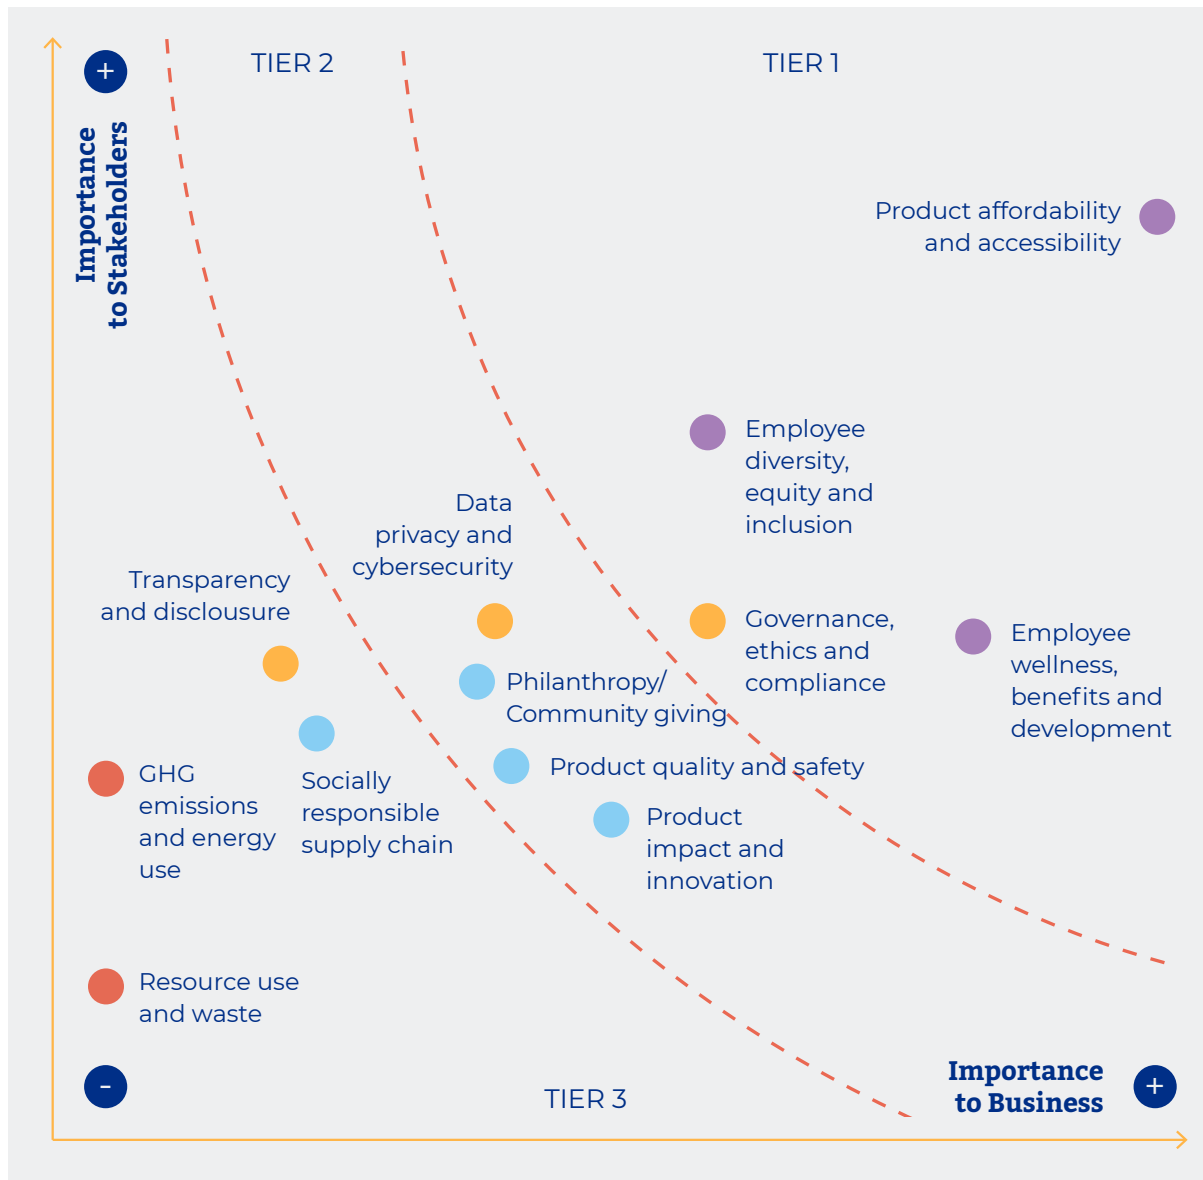 +
TIER 2
TIER 1
Importance
to Stakeholders
Product affordability
and accessibility
Employee
diversity,
equity and
inclusion
Data
privacy and
cybersecurity
Transparency
and disclousure
Governance,
ethics and
compliance
Employee
wellness,
benefits and
development
Philanthropy/
Community giving
Product quality and safety
GHG
emissions
and energy
use
Socially
responsible
supply chain
Product
impact and
innovation
Resource use
and waste
-
TIER 3
Importance
to Business
+